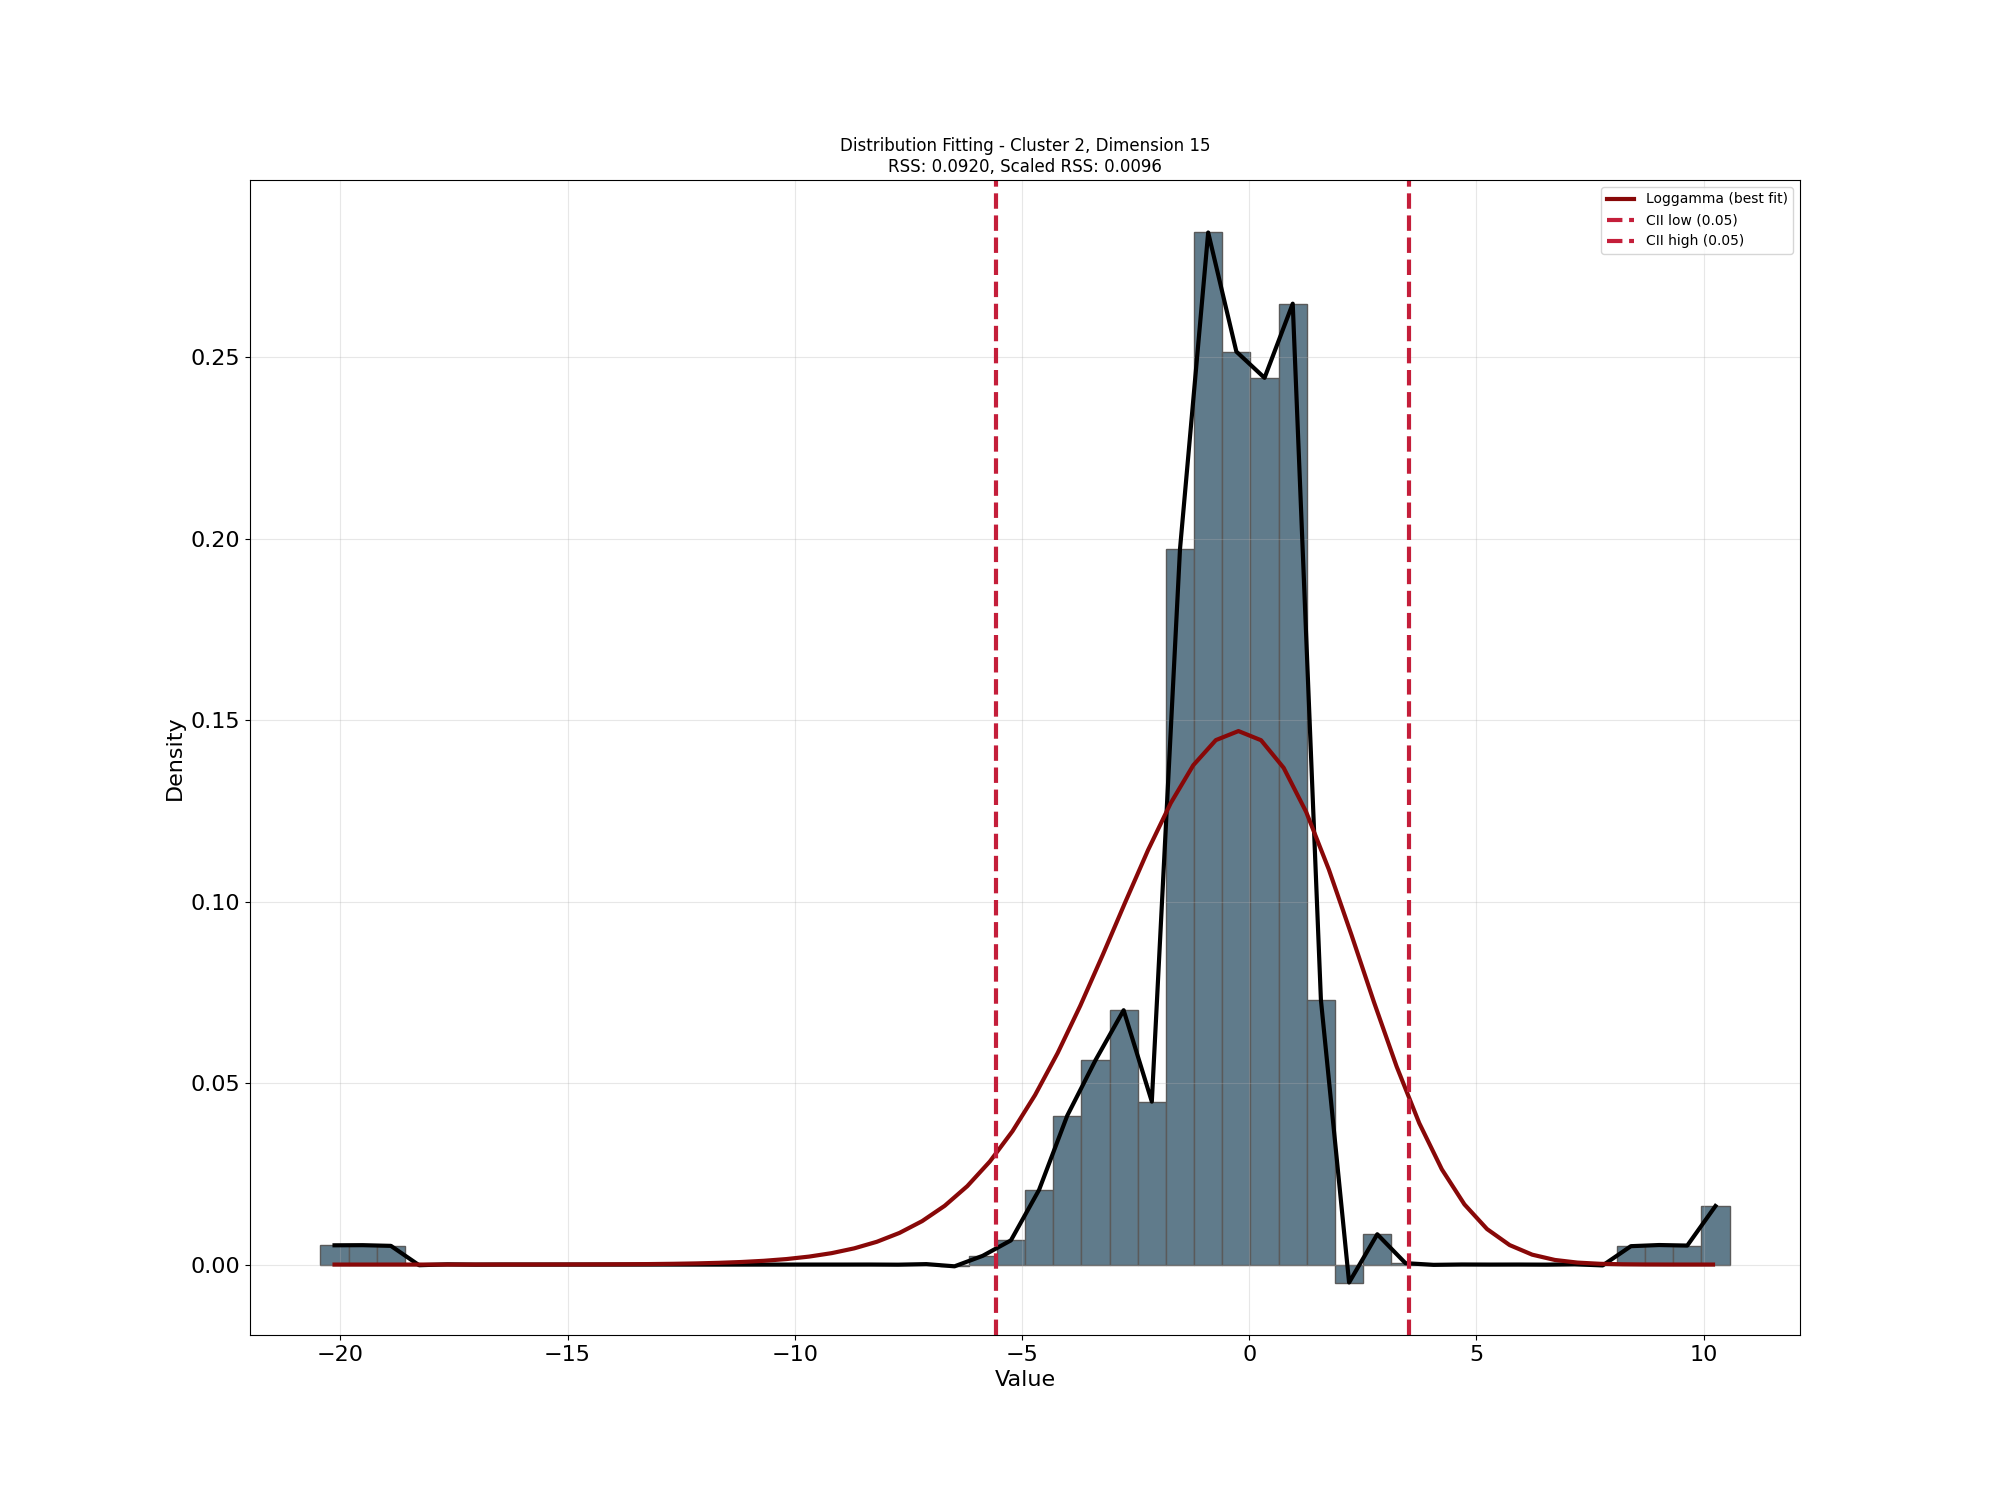 Distribution Fitting - Cluster 2, Dimension 15
RSS: 0.0920, Scaled RSS: 0.0096
Loggamma (best fit)
CII low (0.05)
CII high (0.05)
Density
0.25
0.20
0.15
0.10
0.05
0.00
−20 −15 −10 −5 0 5 10
Value